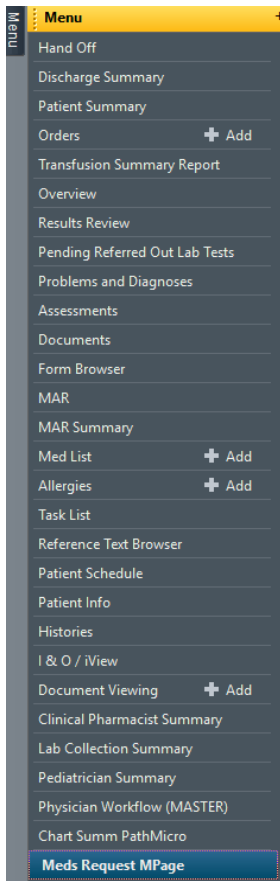 Menu
Menu
Hand Off
Discharge Summary
Patient Summary
Orders + Add
Transfusion Summary Report
Overview
Results Review
Pending Referred Out Lab Tests
Problems and Diagnoses
Assessments
Documents
Form Browser
MAR
MAR Summary
Med List + Add
Allergies + Add
Task List
Reference Text Browser
Patient Schedule
Patient Info
Histories
I & O / iView
Document Viewing + Add
Clinical Pharmacist Summary
Lab Collection Summary
Pediatrician Summary
Physician Workflow (MASTER)
Chart Summ PathMicro
Meds Request MPage